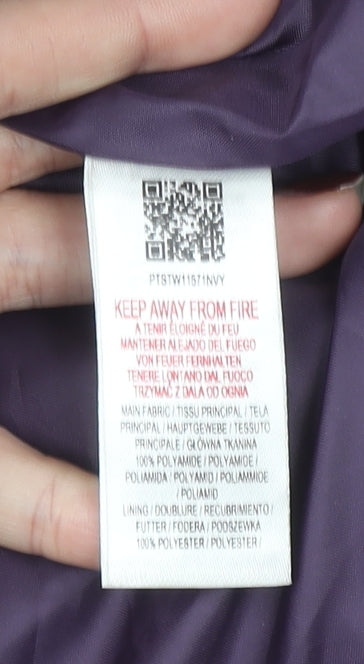 PTSTW11571NVY
KEEP AWAY FROM FIRE
A TENIR ÉLOIGNÉ DU FEU
MANTENER ALEJADO DEL FUEGO
VON FEUER FERNHALTEN
TENERE LONTANO DAL FUOCO
TRZYMAĆ Z DALA OD OGNIA
MAIN FABRIC / TISSU PRINCIPAL / TELA
PRINCIPAL / HAUPTGEWEBE / TESSUTO
PRINCIPALE / GŁÓWNA TKANINA
100% POLYAMIDE / POLYAMIDE /
POLIAMIDA / POLYAMID / POLIAMMIDE
/ POLIAMID
LINING / DOUBLURE / RECUBRIMIENTO /
FUTTER / FODERA / PODSZEWKA
100% POLYESTER / POLYESTER /